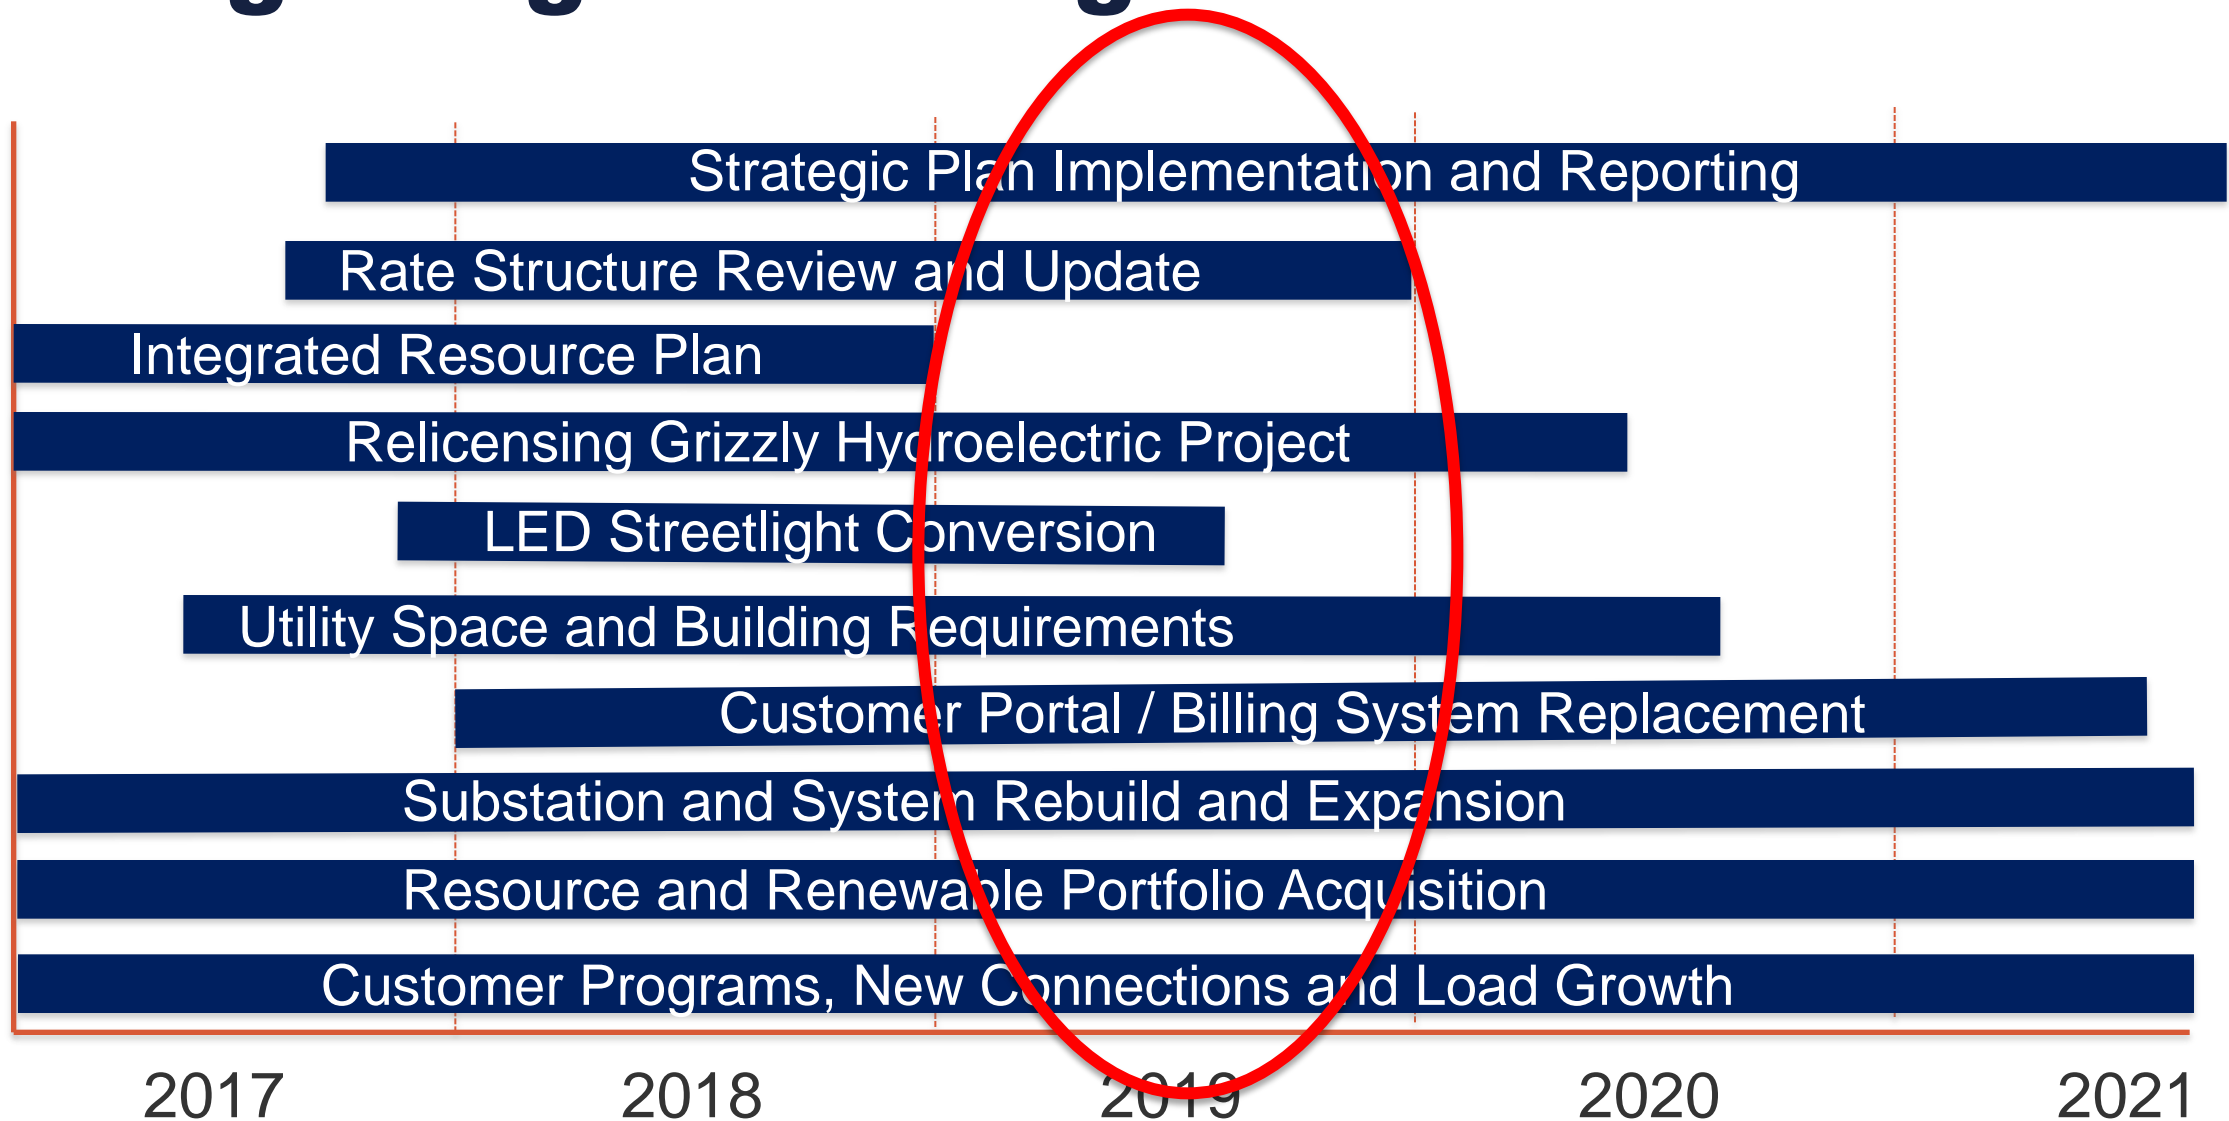 Strategic Plan Implementation and Reporting
Rate Structure Review and Update
Integrated Resource Plan
Relicensing Grizzly Hydroelectric Project
LED Streetlight Conversion
Utility Space and Building Requirements
Customer Portal / Billing System Replacement
Substation and System Rebuild and Expansion
Resource and Renewable Portfolio Acquisition
Customer Programs, New Connections and Load Growth
2017 2018 2019 2020 2021